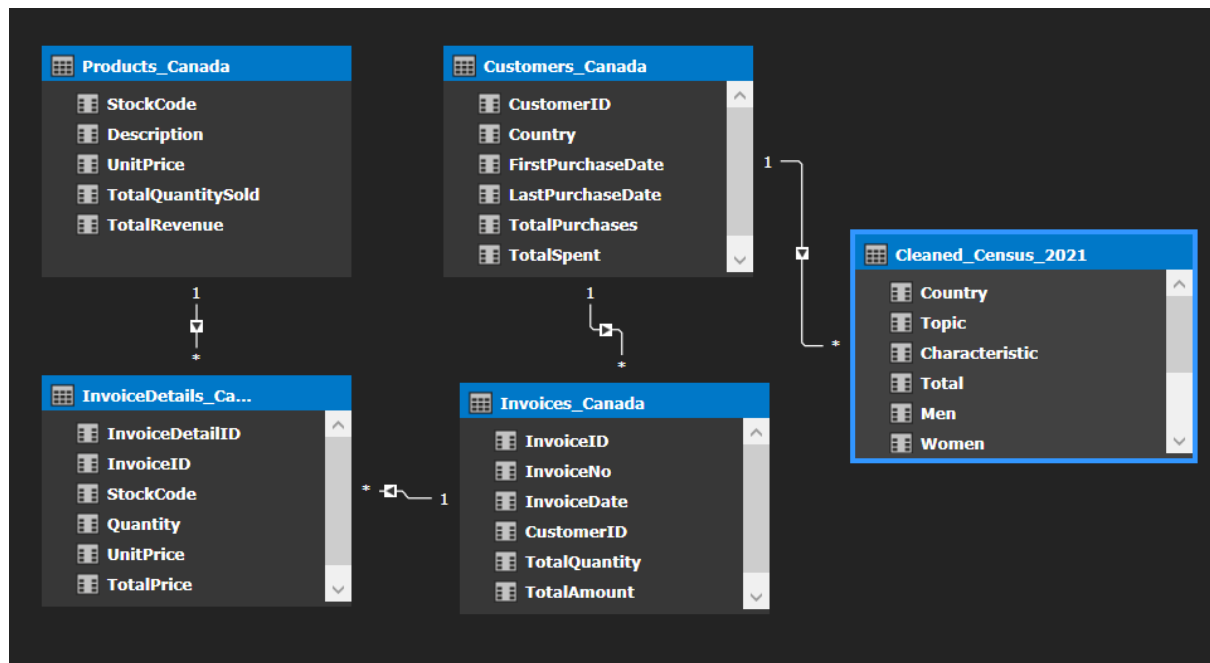 Products_Canada
StockCode
Description
UnitPrice
TotalQuantitySold
TotalRevenue
1
*
Customers_Canada
CustomerID
Country
FirstPurchaseDate
LastPurchaseDate
TotalPurchases
TotalSpent
1
*
1
*
Cleaned_Census_2021
Country
Topic
Characteristic
Total
Men
Women
InvoiceDetails_Ca...
InvoiceDetailID
InvoiceID
StockCode
Quantity
UnitPrice
TotalPrice
* 1
Invoices_Canada
InvoiceID
InvoiceNo
InvoiceDate
CustomerID
TotalQuantity
TotalAmount